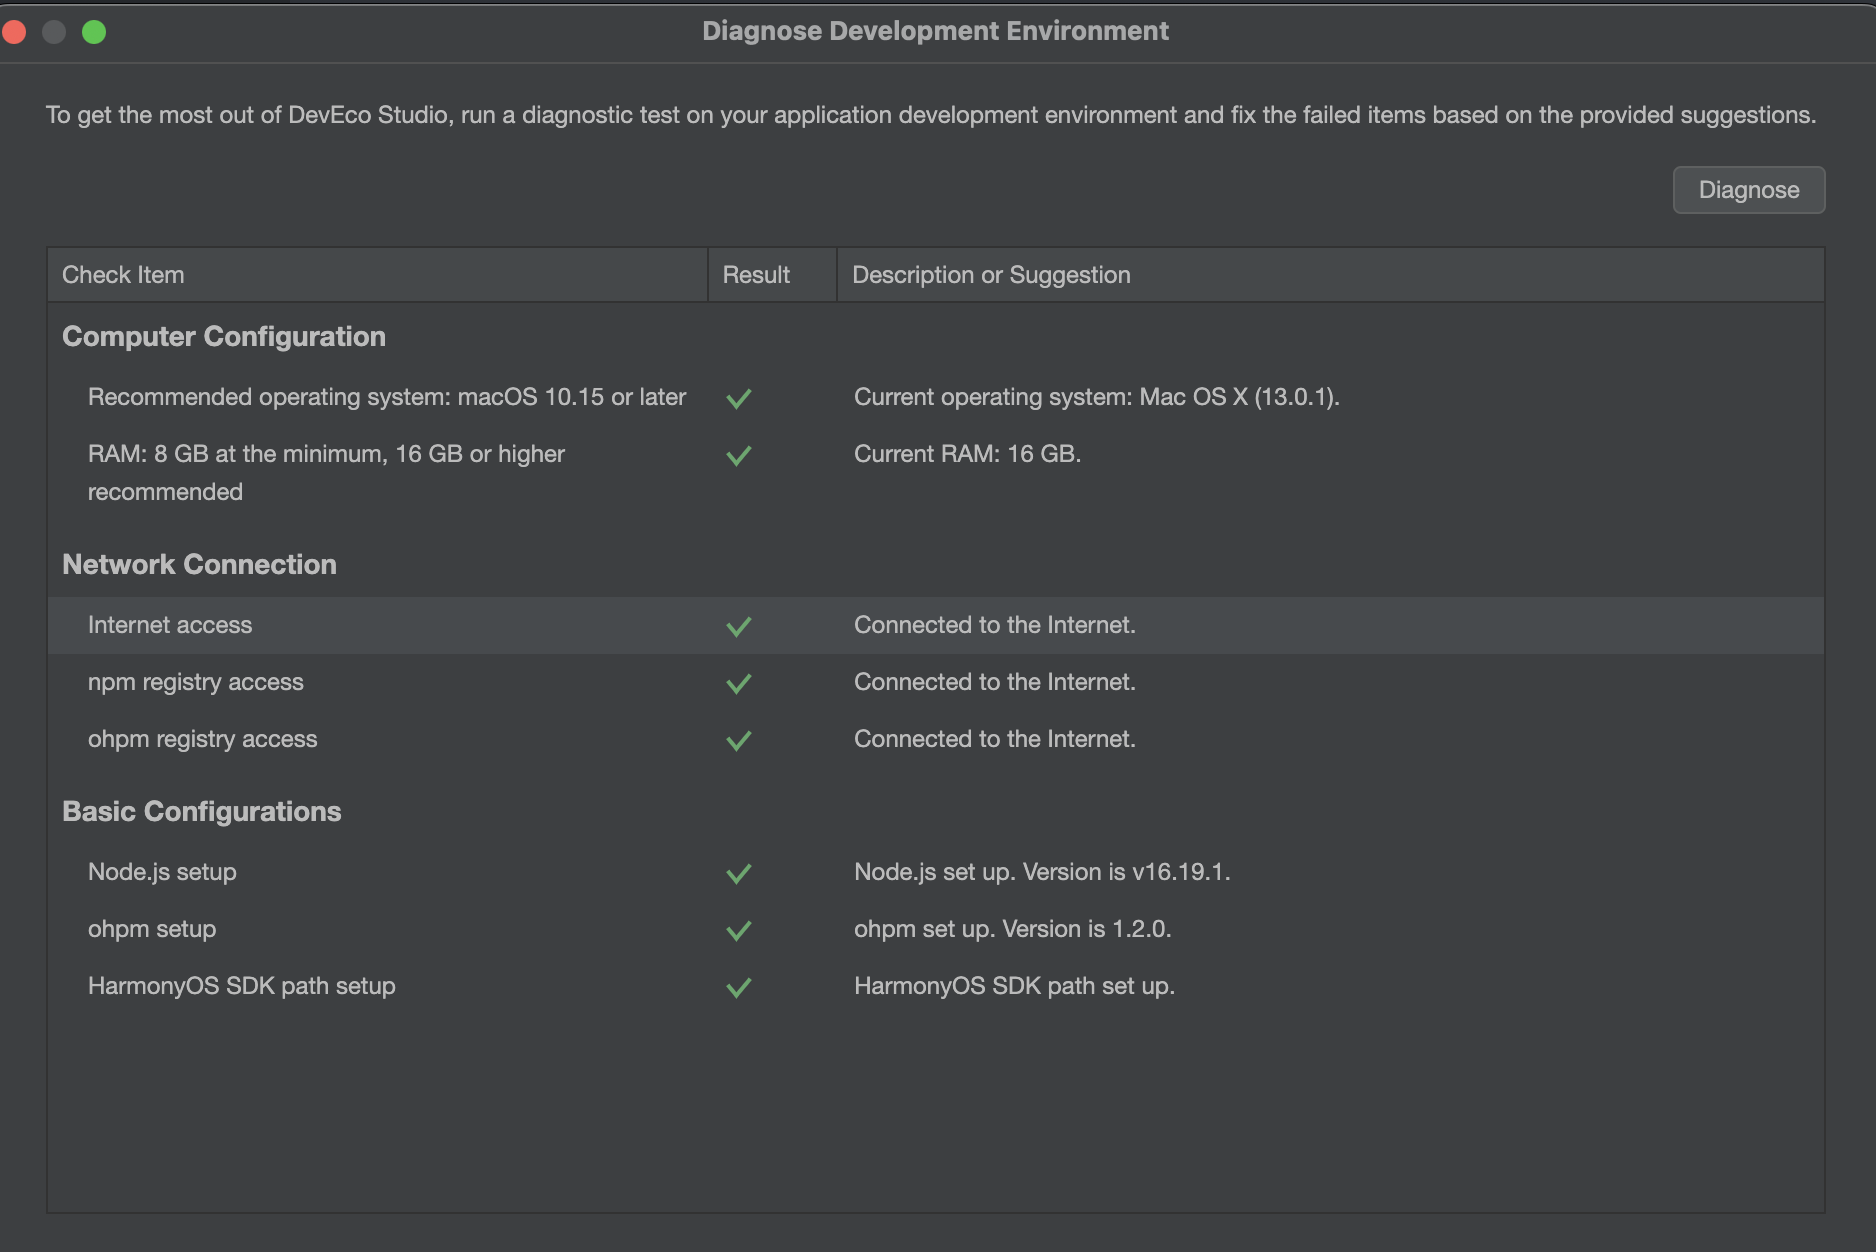 Diagnose Development Environment
To get the most out of DevEco Studio, run a diagnostic test on your application development environment and fix the failed items based on the provided suggestions.
Diagnose
Check Item Result Description or Suggestion
Computer Configuration
Recommended operating system: macOS 10.15 or later Current operating system: Mac OS X (13.0.1).
RAM: 8 GB at the minimum, 16 GB or higher Current RAM: 16 GB.
recommended
Network Connection
Internet access Connected to the Internet.
npm registry access Connected to the Internet.
ohpm registry access Connected to the Internet.
Basic Configurations
Node.js setup Node.js set up. Version is v16.19.1.
ohpm setup ohpm set up. Version is 1.2.0.
HarmonyOS SDK path setup HarmonyOS SDK path set up.